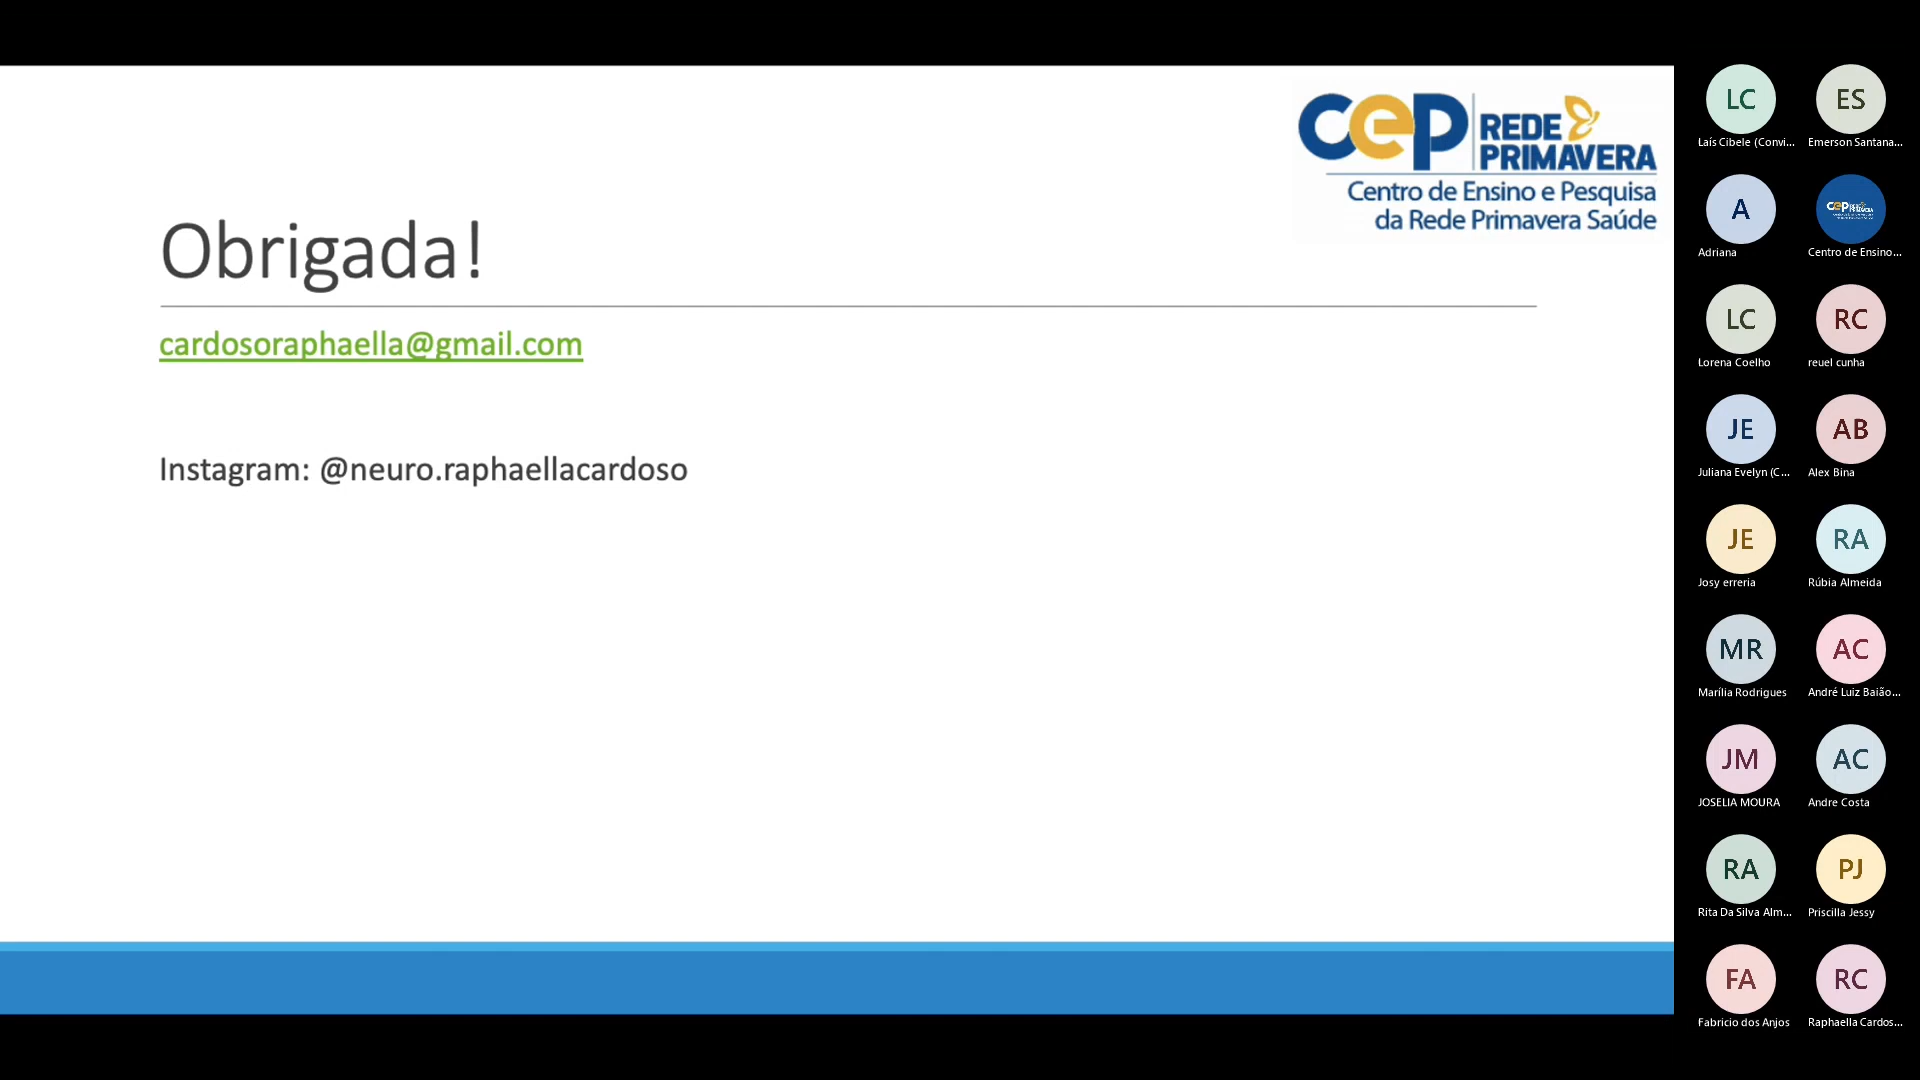 cep REDE PRIMAVERA
Centro de Ensino e Pesquisa
da Rede Primavera Saúde
Obrigada!
cardosoraphaella@gmail.com
Instagram: @neuro.raphaellacardoso
LC
Laís Cibele (Convi...
ES
Emerson Santana...
A
Adriana
cep REDE PRIMAVERA
Centro de Ensino...
LC
Lorena Coelho
RC
reuel cunha
JE
Juliana Evelyn (C...
AB
Alex Bina
JE
Josy erreria
RA
Rúbia Almeida
MR
Marília Rodrigues
AC
André Luiz Baião...
JM
JOSELIA MOURA
AC
Andre Costa
RA
Rita Da Silva Alm...
PJ
Priscilla Jessy
FA
Fabricio dos Anjos
RC
Raphaella Cardos...